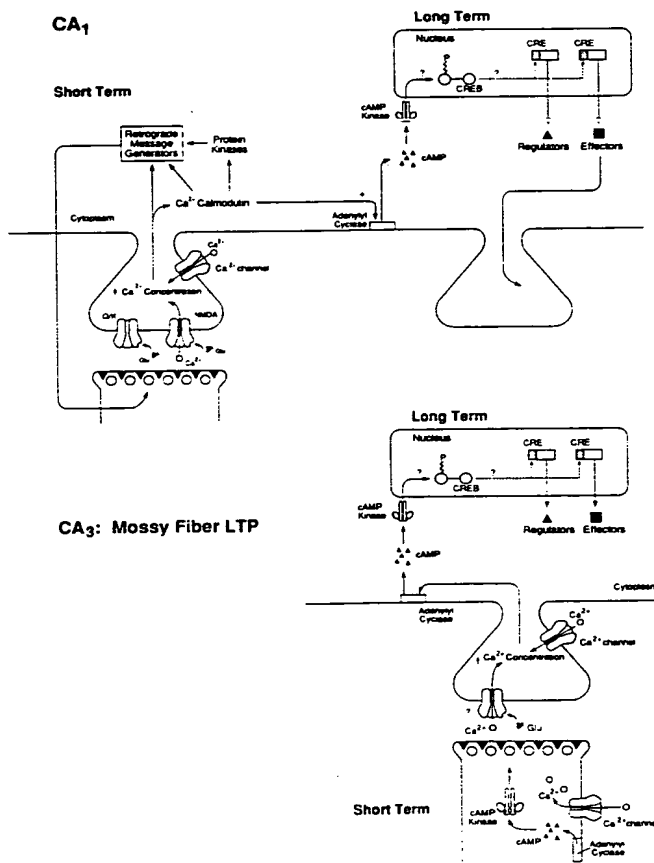 CA1
Long Term
Nucleus
CRE
CRE
P
?
?
CREB
cAMP
Kinase
cAMP
Regulators
Effectors
Short Term
Retrograde
Message
Generators
Protein
Kinases
Ca2- Calmodulin
+
Adenylyl
Cyclase
Cytoplasm
Ca2-
Ca2- channel
Ca2- Concentration
NMDA
Glu
Glu
Ca2-
Long Term
Nucleus
CRE
CRE
P
?
?
CREB
cAMP
Kinase
CA3: Mossy Fiber LTP
Regulators
Effectors
cAMP
Cytoplasm
Adenylyl
Cyclase
Ca2+
Ca2+ channel
Ca2+ Concentration
?
Ca2+
Glu
Short Term
cAMP
Kinase
Ca2+
Ca2+
channel
cAMP
Adenylyl
Cyclase